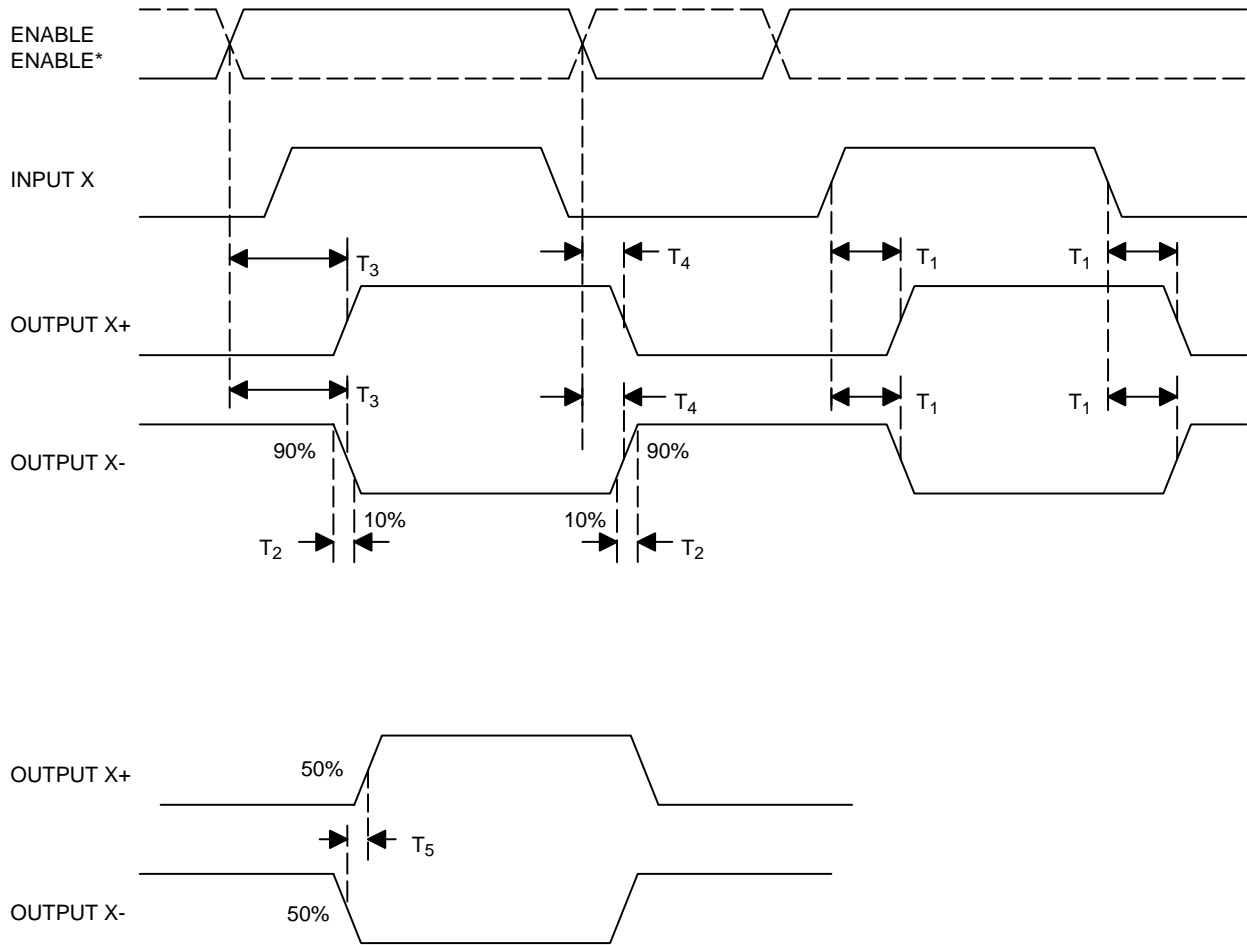 ENABLE
ENABLE*
INPUT X
T3
T4
T1
T1
OUTPUT X+
T3
T4
T1
T1
OUTPUT X-
90%
90%
10%
10%
T2
T2
OUTPUT X+
50%
T5
OUTPUT X-
50%